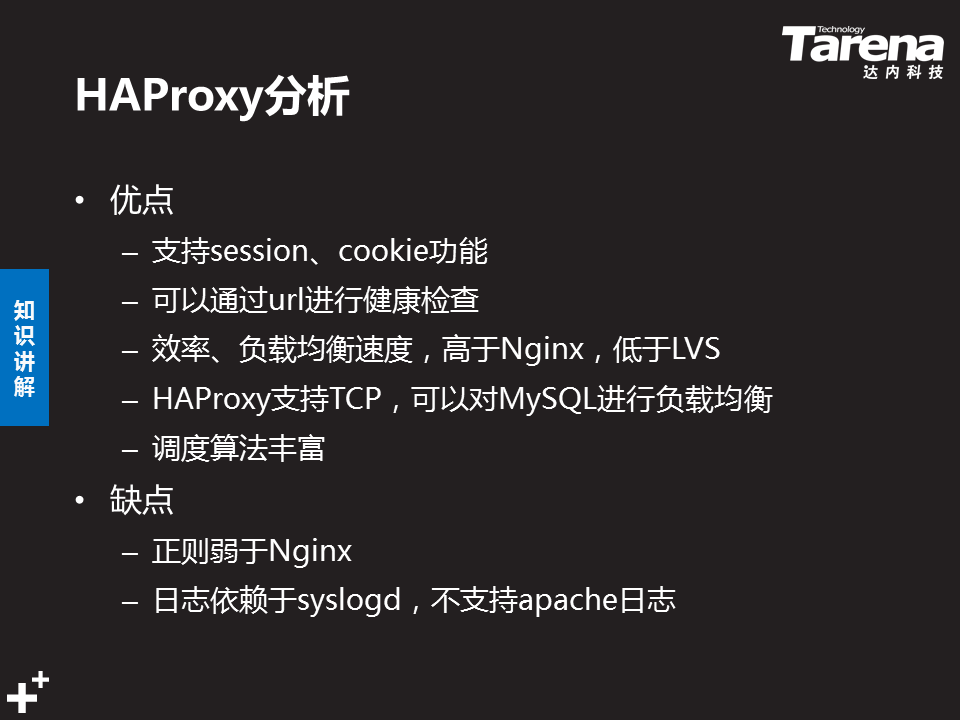 Technology
Tarena
达内科技
HAProxy分析
• 优点
– 支持session、cookie功能
– 可以通过url进行健康检查
– 效率、负载均衡速度，高于Nginx，低于LVS
– HAProxy支持TCP，可以对MySQL进行负载均衡
– 调度算法丰富
• 缺点
– 正则弱于Nginx
– 日志依赖于syslogd，不支持apache日志
知
识
讲
解